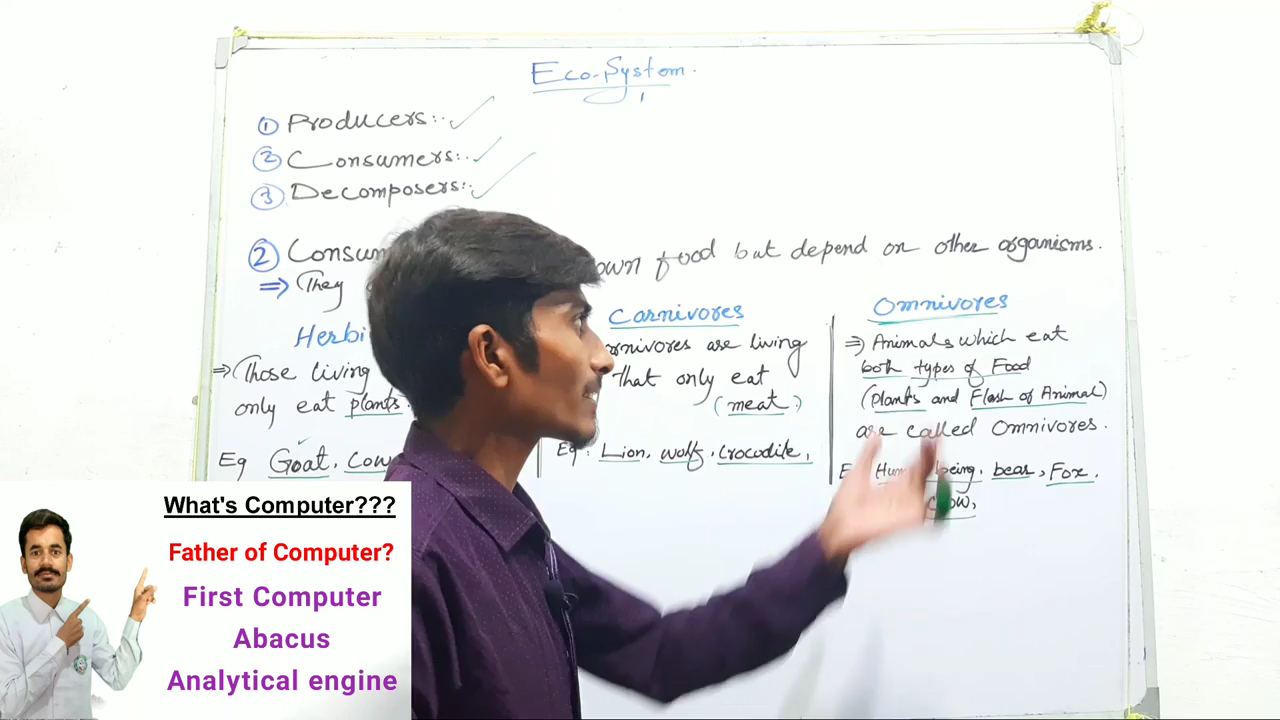 Eco-System.
① Producers:-
② Consumers:-
③ Decomposers:-
② Consum
own food but depend on other organisms.
⇒ They
Herbi
⇒ Those living
only eat plants.
Eg Goat, Cow
Carnivores
rnivores are living
That only eat
(meat)
Eg: Lion, wolf, Crocodile,
Omnivores
⇒ Animals which eat
both types of Food
(Plants and Flash of Animal)
are called Omnivores.
being, bear, Fox.
What's Computer???
Father of Computer?
First Computer
Abacus
Analytical engine